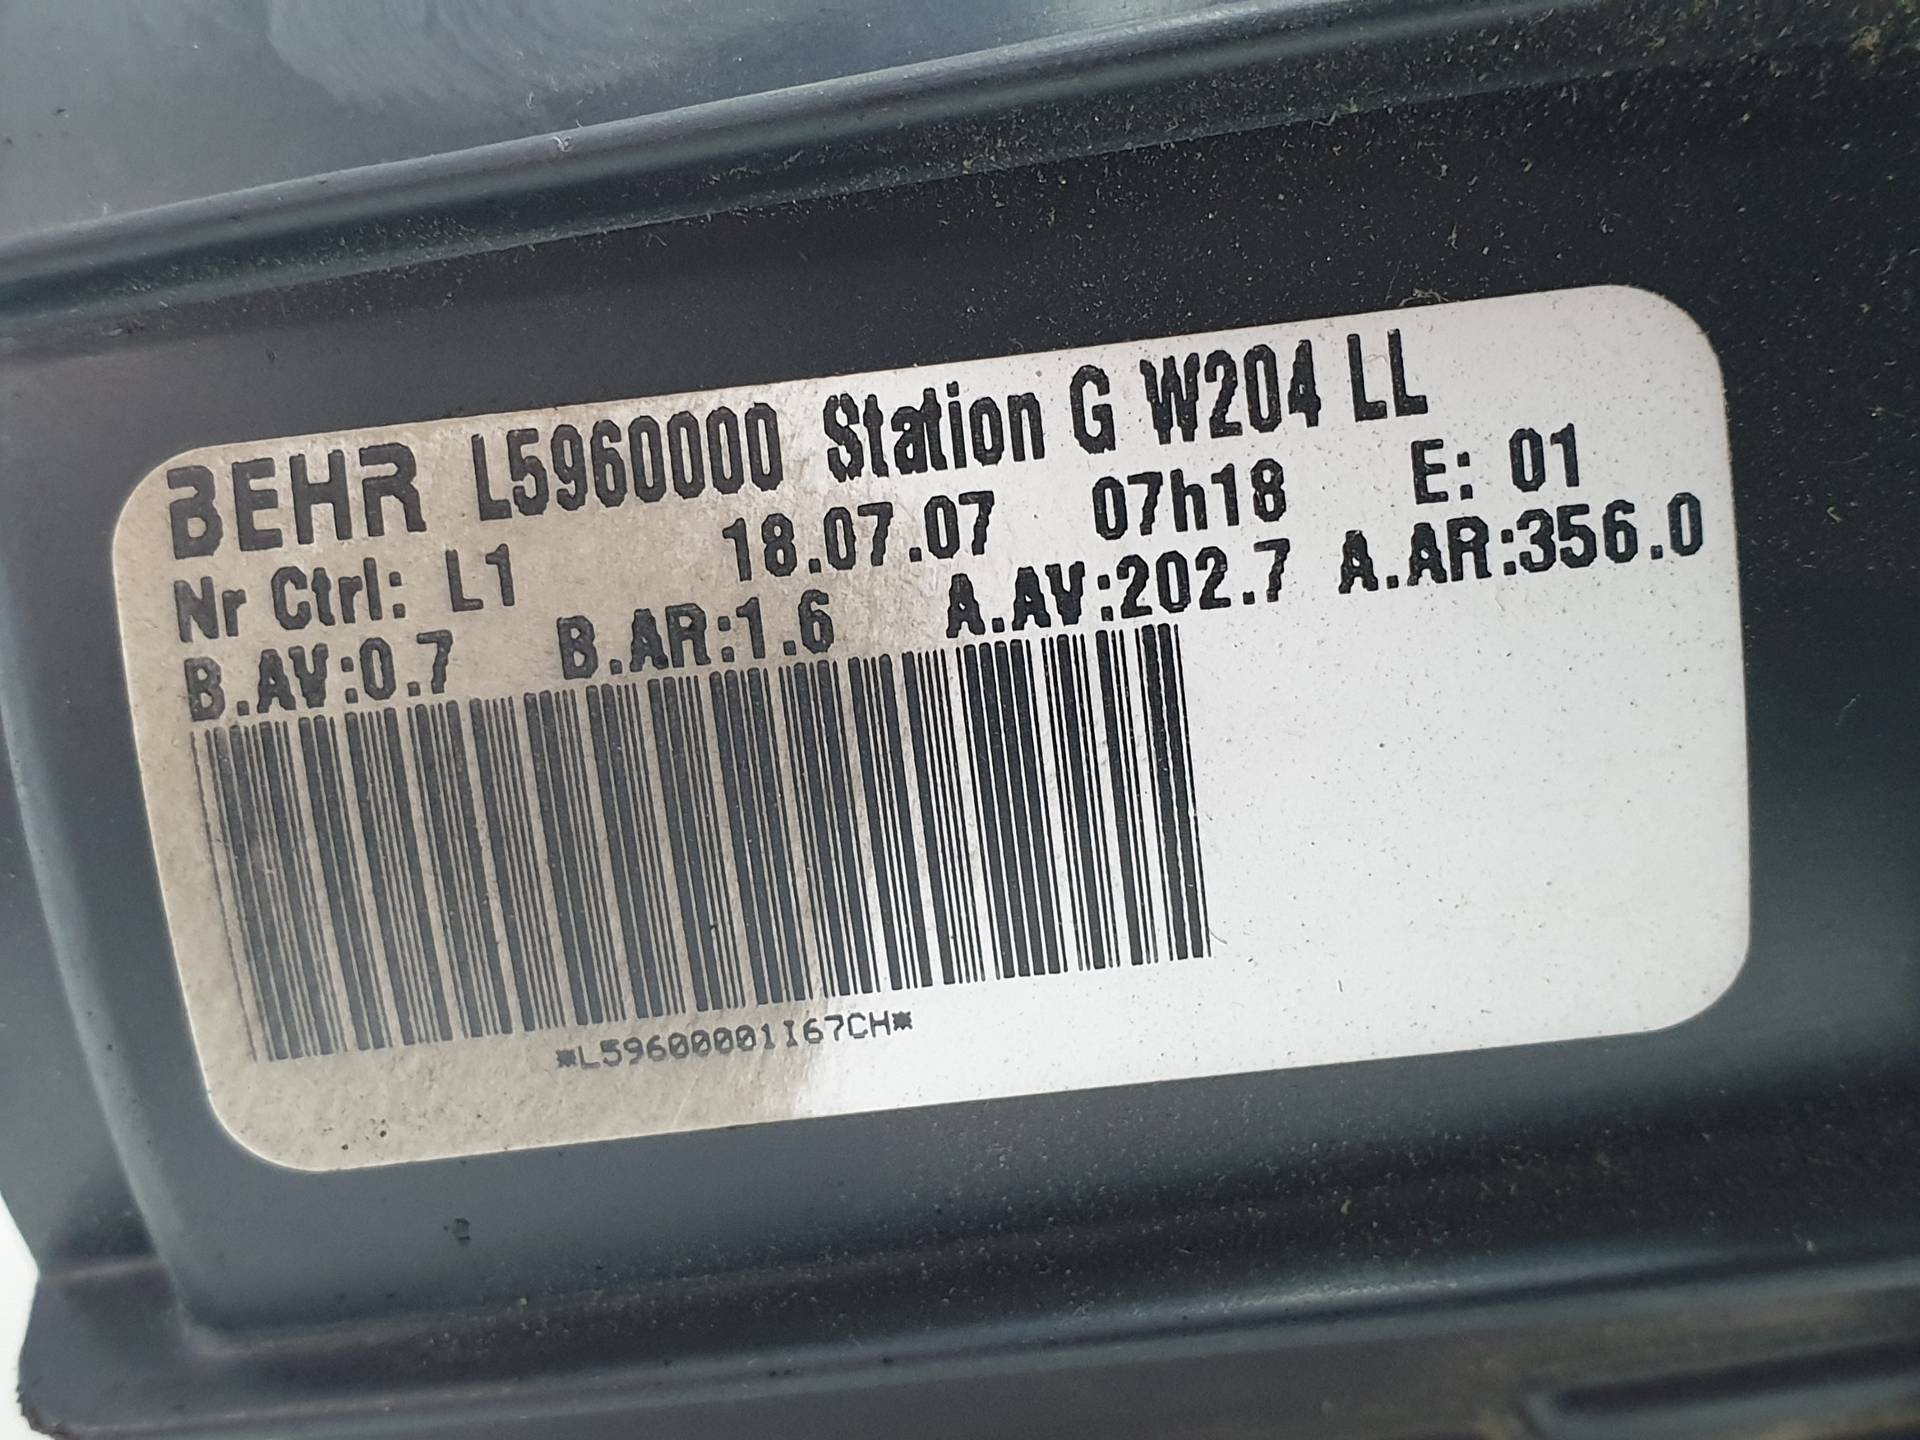 BEHR L5960000 Station G W204 LL
Nr Ctrl: L1 18.07.07 07h18 E: 01
B.AV:0.7 B.AR:1.6 A.AV:202.7 A.AR:356.0
*L59600001I67CH*